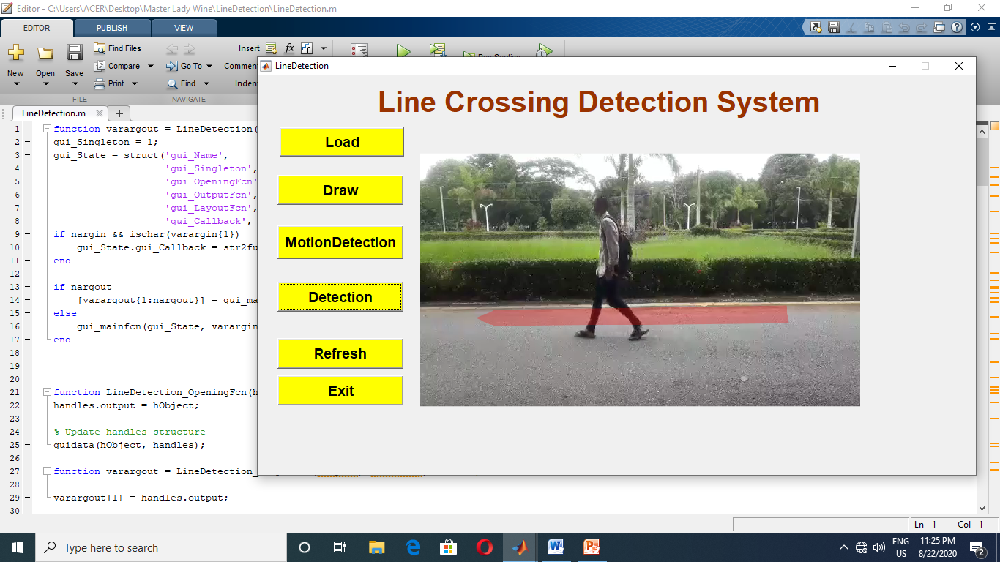 Editor - C:\Users\ACER\Desktop\Master Lady Wine\LineDetection\LineDetection.m
EDITOR PUBLISH VIEW
Find Files Insert fx
New Open Save Compare Go To Commen
Print Find Inden
FILE NAVIGATE
LineDetection.m
1 function varargout = LineDetection(
2 gui_Singleton = 1;
3 gui_State = struct('gui_Name',
4 'gui_Singleton',
5 'gui_OpeningFcn'
6 'gui_OutputFcn',
7 'gui_LayoutFcn',
8 'gui_Callback',
9 if nargin && ischar(varargin{1})
10 gui_State.gui_Callback = str2fu
11 end
12
13 if nargout
14 [varargout{1:nargout}] = gui_ma
15 else
16 gui_mainfcn(gui_State, varargin
17 end
18
19
20
21 function LineDetection_OpeningFcn(h
22 handles.output = hObject;
23
24 % Update handles structure
25 guidata(hObject, handles);
26
27 function varargout = LineDetection_
28
29 varargout{1} = handles.output;
30
LineDetection
Line Crossing Detection System
Load
Draw
MotionDetection
Detection
Refresh
Exit
Ln 1 Col 1
Type here to search
ENG 11:25 PM
US 8/22/2020
2